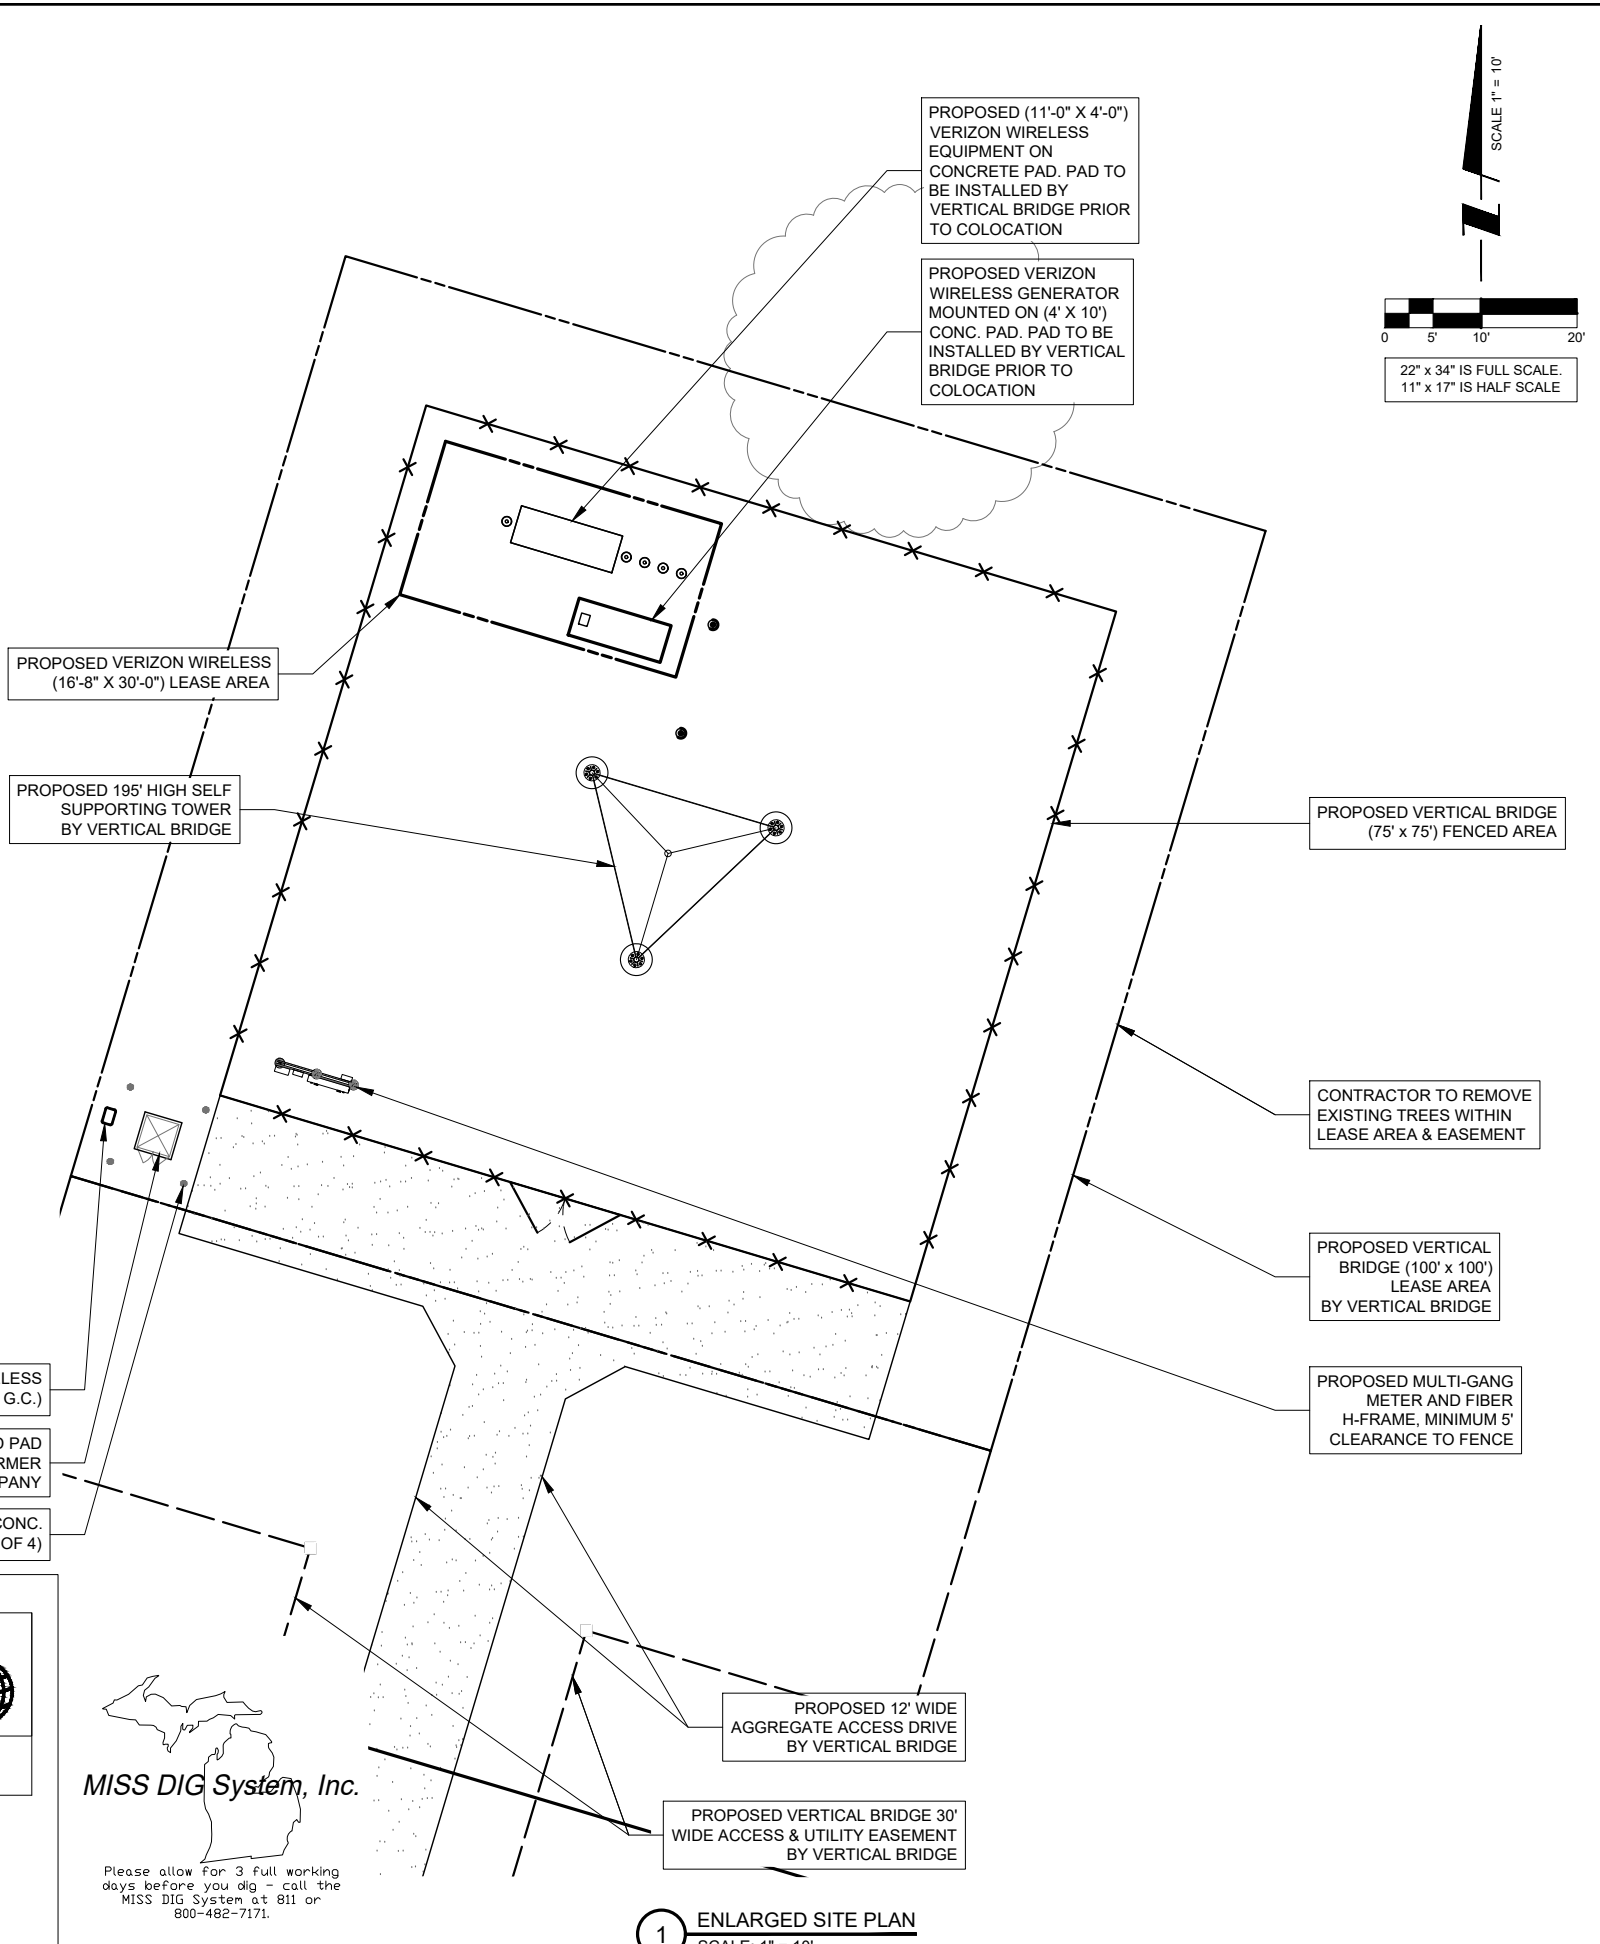 SCALE 1" = 10'
0 5' 10' 20'
22" x 34" IS FULL SCALE.
11" x 17" IS HALF SCALE
PROPOSED (11'-0" X 4'-0")
VERIZON WIRELESS
EQUIPMENT ON
CONCRETE PAD. PAD TO
BE INSTALLED BY
VERTICAL BRIDGE PRIOR
TO COLOCATION
PROPOSED VERIZON
WIRELESS GENERATOR
MOUNTED ON (4' X 10')
CONC. PAD. PAD TO BE
INSTALLED BY VERTICAL
BRIDGE PRIOR TO
COLOCATION
PROPOSED VERIZON WIRELESS
(16'-8" X 30'-0") LEASE AREA
PROPOSED 195' HIGH SELF
SUPPORTING TOWER
BY VERTICAL BRIDGE
PROPOSED VERTICAL BRIDGE
(75' x 75') FENCED AREA
CONTRACTOR TO REMOVE
EXISTING TREES WITHIN
LEASE AREA & EASEMENT
PROPOSED VERTICAL
BRIDGE (100' x 100')
LEASE AREA
BY VERTICAL BRIDGE
PROPOSED MULTI-GANG
METER AND FIBER
H-FRAME, MINIMUM 5'
CLEARANCE TO FENCE
LESS
G.C.)
PAD
RMER
PANY
CONC.
OF 4)
PROPOSED 12' WIDE
AGGREGATE ACCESS DRIVE
BY VERTICAL BRIDGE
PROPOSED VERTICAL BRIDGE 30'
WIDE ACCESS & UTILITY EASEMENT
BY VERTICAL BRIDGE
MISS DIG System, Inc.
Please allow for 3 full working
days before you dig - call the
MISS DIG System at 811 or
800-482-7171.
1 ENLARGED SITE PLAN
SCALE: 1" = 10'